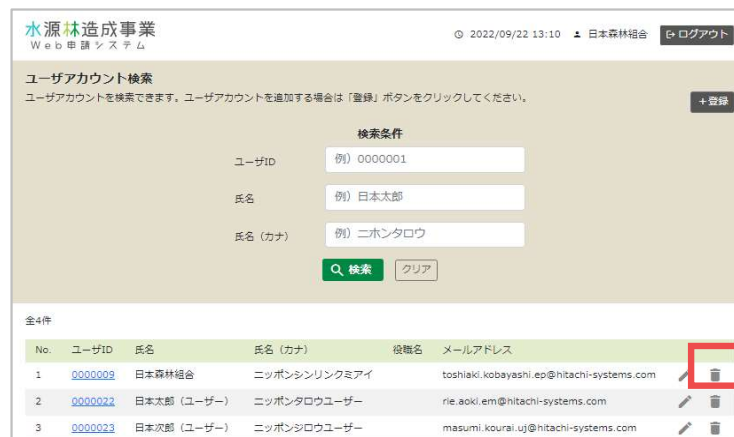 水源林造成事業
Web申請システム
2022/09/22 13:10 日本森林組合 ログアウト
ユーザアカウント検索
ユーザアカウントを検索できます。ユーザアカウントを追加する場合は「登録」ボタンをクリックしてください。
+登録
検索条件
ユーザID 例）0000001
氏名 例）日本太郎
氏名（カナ） 例）ニホンタロウ
検索 クリア
全4件
No. ユーザID 氏名 氏名（カナ） 役職名 メールアドレス
1 0000009 日本森林組合 ニッポンシンリンクミアイ toshiaki.kobayashi.ep@hitachi-systems.com
2 0000022 日本太郎（ユーザー） ニッポンタロウユーザー rie.aoki.em@hitachi-systems.com
3 0000023 日本次郎（ユーザー） ニッポンジロウユーザー masumi.kourai.uj@hitachi-systems.com